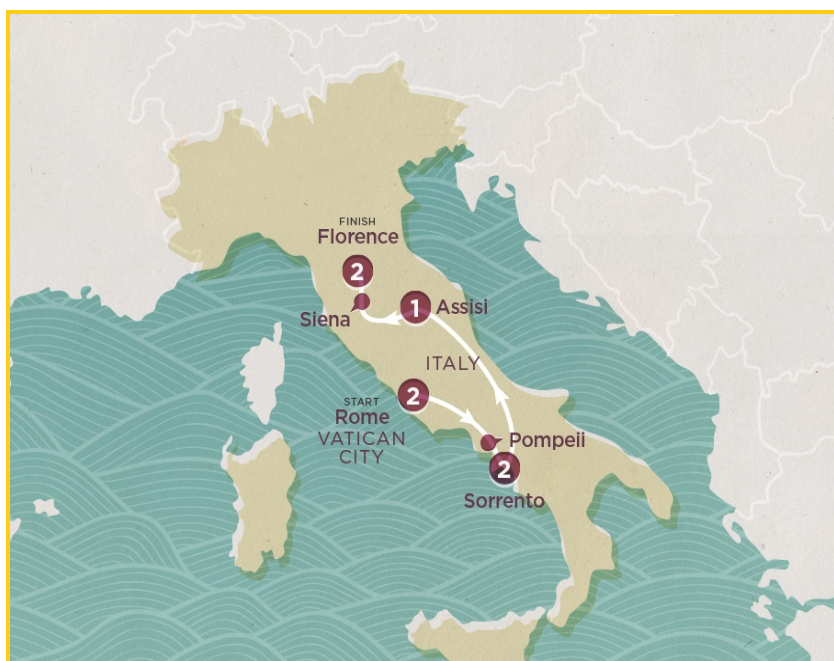 FINISH
Florence
2
Siena
1 Assisi
ITALY
START
Rome
2
VATICAN
CITY
Pompeii
2
Sorrento